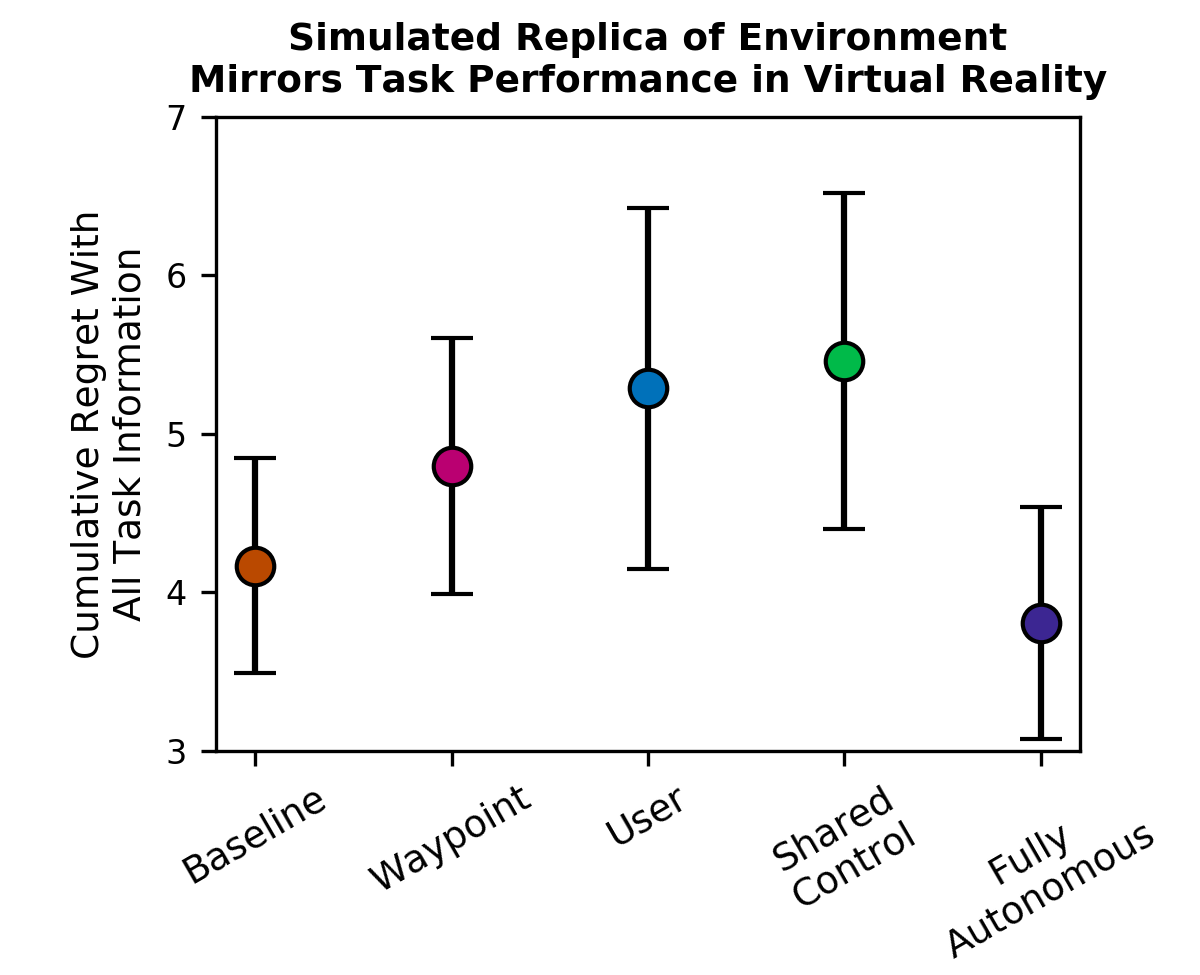 Simulated Replica of Environment
Mirrors Task Performance in Virtual Reality
Cumulative Regret With
All Task Information
7
6
5
4
3
Baseline
Waypoint
User
Shared
Control
Fully
Autonomous